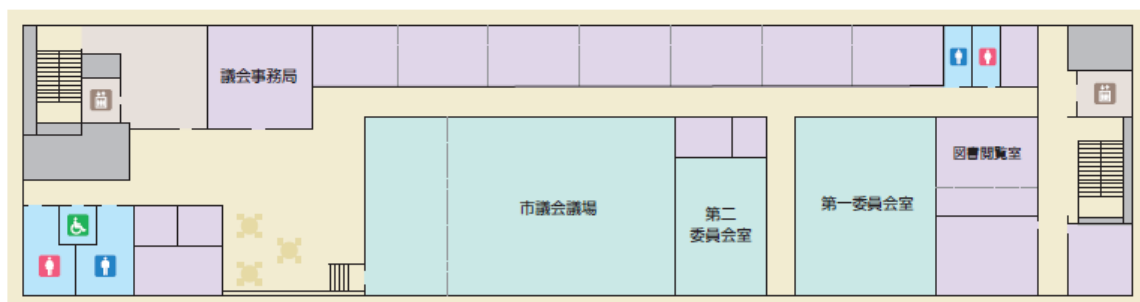 議会事務局
図書閲覧室
市議会議場
第二
委員会室
第一委員会室